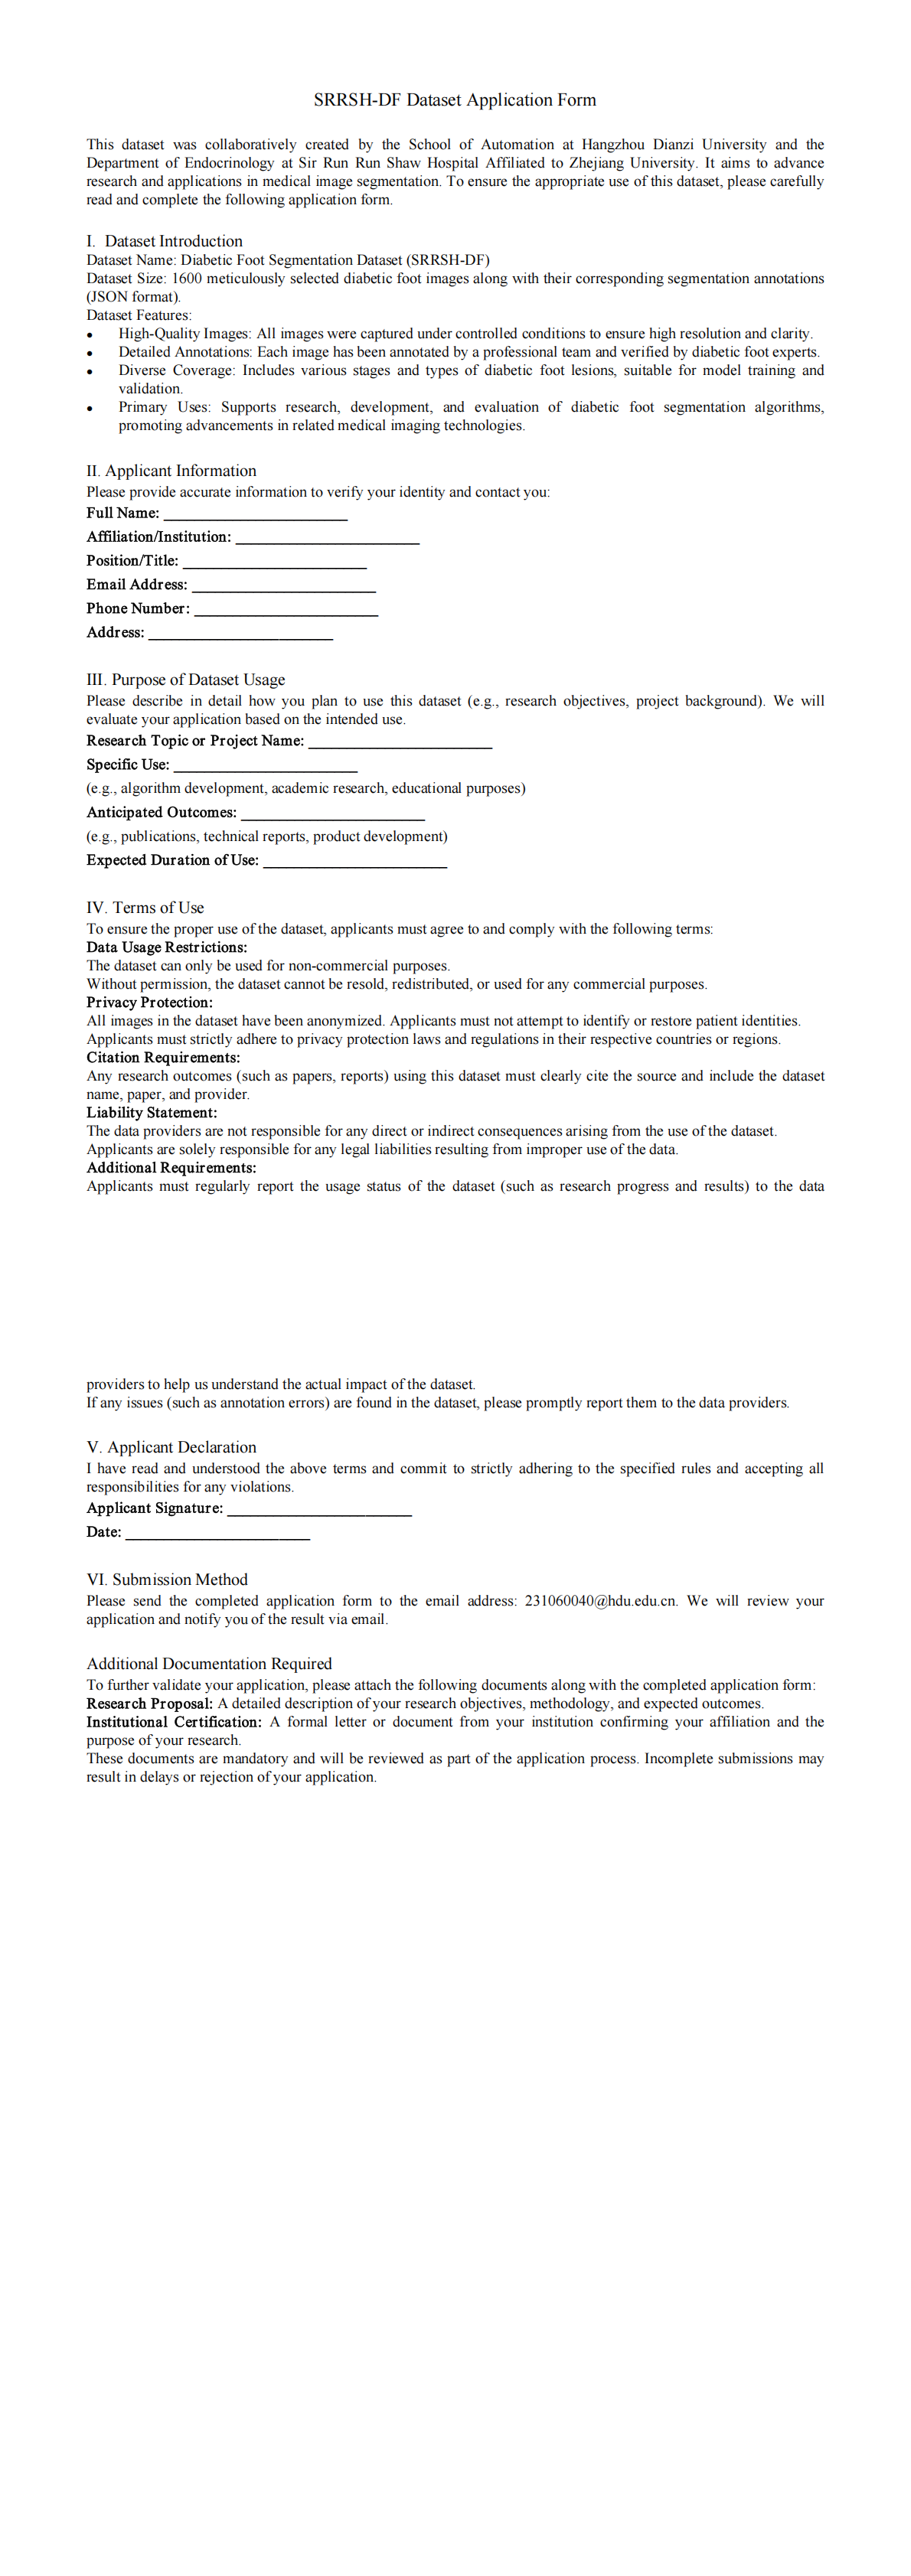 SRRSH-DF Dataset Application Form
This dataset was collaboratively created by the School of Automation at Hangzhou Dianzi University and the
Department of Endocrinology at Sir Run Run Shaw Hospital Affiliated to Zhejiang University. It aims to advance
research and applications in medical image segmentation. To ensure the appropriate use of this dataset, please carefully
read and complete the following application form.
I. Dataset Introduction
Dataset Name: Diabetic Foot Segmentation Dataset (SRRSH-DF)
Dataset Size: 1600 meticulously selected diabetic foot images along with their corresponding segmentation annotations
(JSON format).
Dataset Features:
● High-Quality Images: All images were captured under controlled conditions to ensure high resolution and clarity.
● Detailed Annotations: Each image has been annotated by a professional team and verified by diabetic foot experts.
● Diverse Coverage: Includes various stages and types of diabetic foot lesions, suitable for model training and
validation.
● Primary Uses: Supports research, development, and evaluation of diabetic foot segmentation algorithms,
promoting advancements in related medical imaging technologies.
II. Applicant Information
Please provide accurate information to verify your identity and contact you:
Full Name: ________________________
Affiliation/Institution: ________________________
Position/Title: ________________________
Email Address: ________________________
Phone Number: ________________________
Address: ________________________
III. Purpose of Dataset Usage
Please describe in detail how you plan to use this dataset (e.g., research objectives, project background). We will
evaluate your application based on the intended use.
Research Topic or Project Name: ________________________
Specific Use: ________________________
(e.g., algorithm development, academic research, educational purposes)
Anticipated Outcomes: ________________________
(e.g., publications, technical reports, product development)
Expected Duration of Use: ________________________
IV. Terms of Use
To ensure the proper use of the dataset, applicants must agree to and comply with the following terms:
Data Usage Restrictions:
The dataset can only be used for non-commercial purposes.
Without permission, the dataset cannot be resold, redistributed, or used for any commercial purposes.
Privacy Protection:
All images in the dataset have been anonymized. Applicants must not attempt to identify or restore patient identities.
Applicants must strictly adhere to privacy protection laws and regulations in their respective countries or regions.
Citation Requirements:
Any research outcomes (such as papers, reports) using this dataset must clearly cite the source and include the dataset
name, paper, and provider.
Liability Statement:
The data providers are not responsible for any direct or indirect consequences arising from the use of the dataset.
Applicants are solely responsible for any legal liabilities resulting from improper use of the data.
Additional Requirements:
Applicants must regularly report the usage status of the dataset (such as research progress and results) to the data
providers to help us understand the actual impact of the dataset.
If any issues (such as annotation errors) are found in the dataset, please promptly report them to the data providers.
V. Applicant Declaration
I have read and understood the above terms and commit to strictly adhering to the specified rules and accepting all
responsibilities for any violations.
Applicant Signature: ________________________
Date: ________________________
VI. Submission Method
Please send the completed application form to the email address: 231060040@hdu.edu.cn. We will review your
application and notify you of the result via email.
Additional Documentation Required
To further validate your application, please attach the following documents along with the completed application form:
Research Proposal: A detailed description of your research objectives, methodology, and expected outcomes.
Institutional Certification: A formal letter or document from your institution confirming your affiliation and the
purpose of your research.
These documents are mandatory and will be reviewed as part of the application process. Incomplete submissions may
result in delays or rejection of your application.